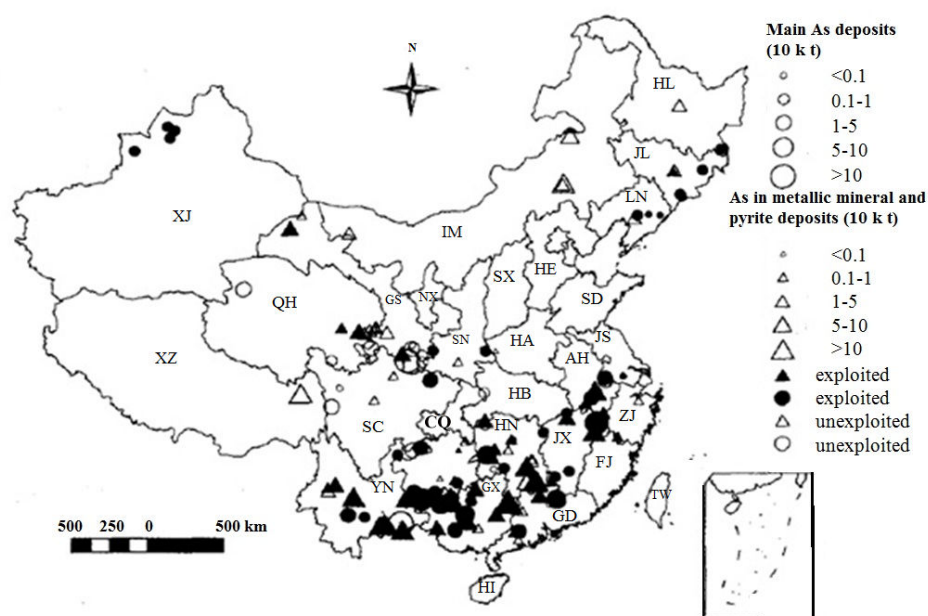 N
Main As deposits
(10 k t)
<0.1
0.1-1
1-5
5-10
>10
As in metallic mineral and
pyrite deposits (10 k t)
<0.1
0.1-1
1-5
5-10
>10
exploited
exploited
unexploited
unexploited
HL
JL
LN
XJ
IM
HE
SX
SD
QH
GS
NX
SN
HA
JS
AH
XZ
HB
ZJ
SC
CQ
HN
JX
FJ
YN
GX
GD
TW
HI
500 250 0 500 km